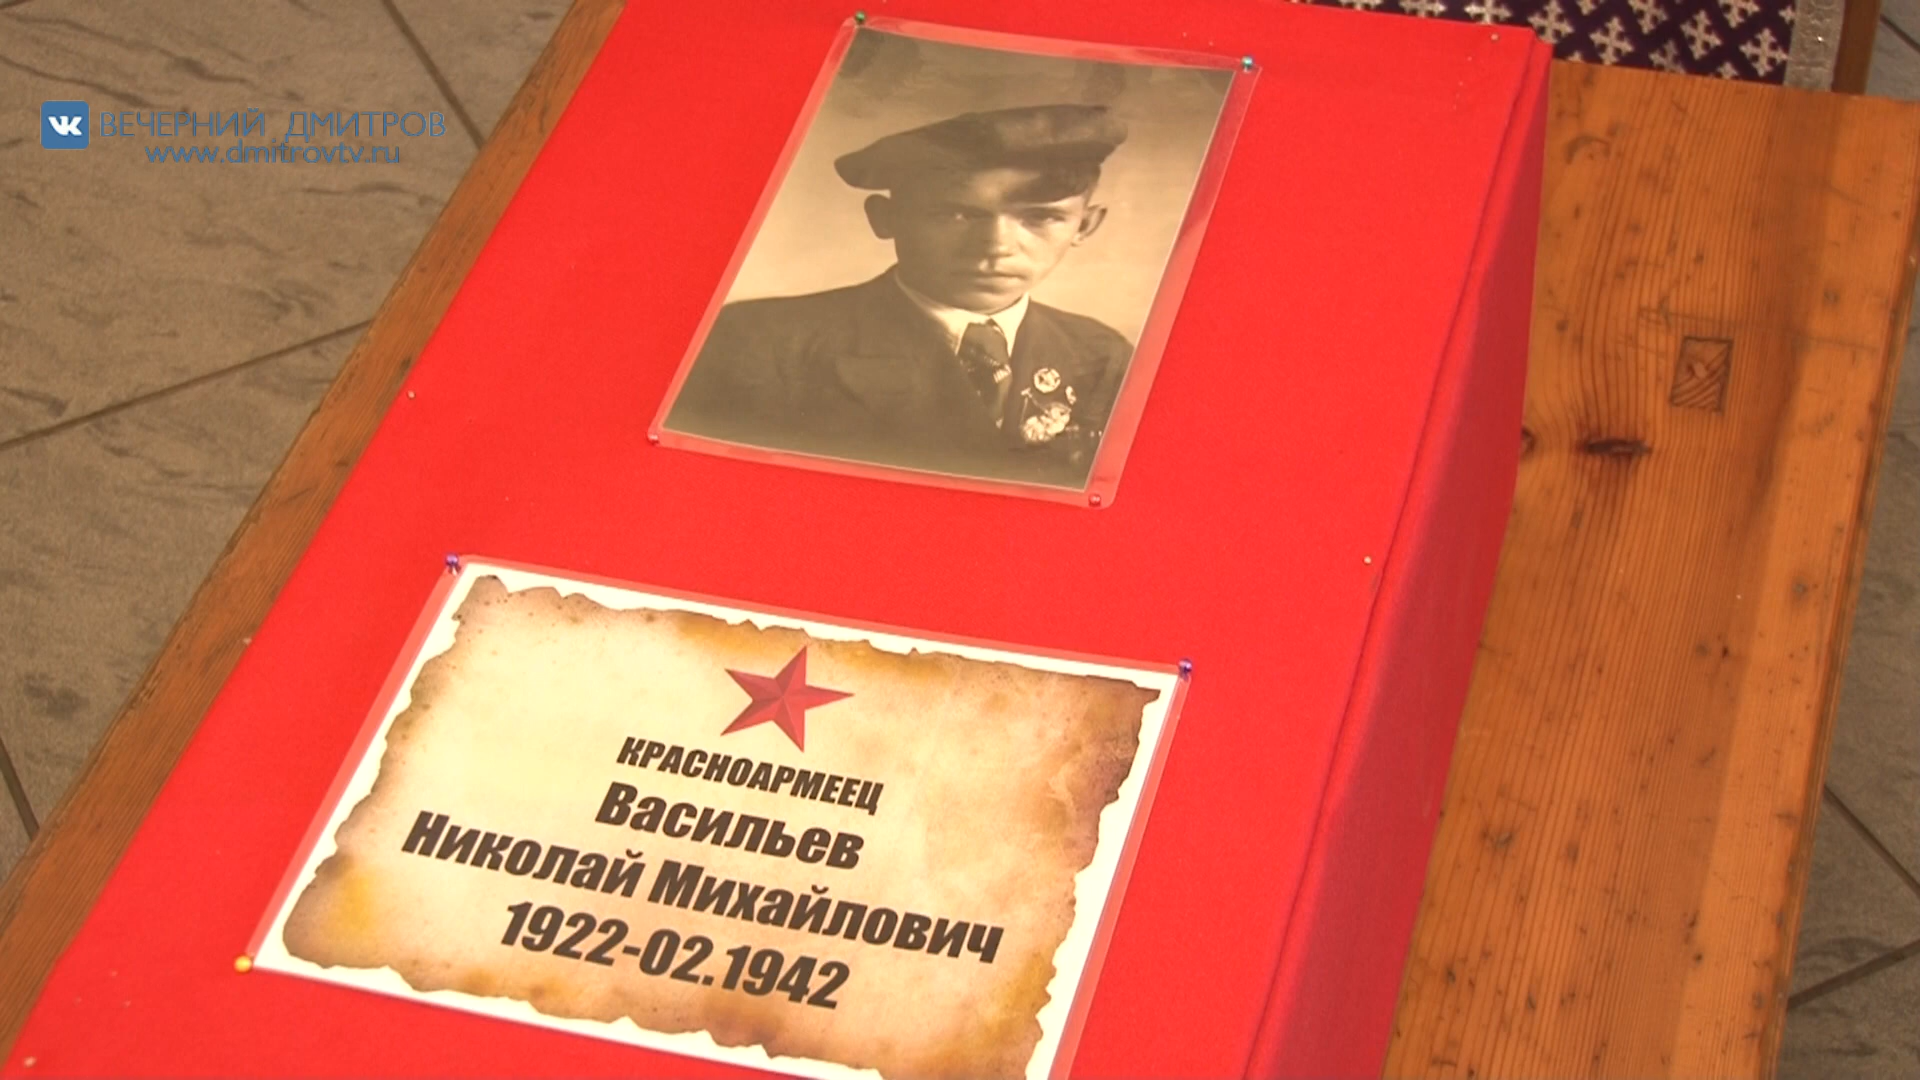 ВЕЧЕРНИЙ ДМИТРОВ
www.dmitrovtv.ru
КРАСНОАРМЕЕЦ
Васильев
Николай Михайлович
1922-02.1942